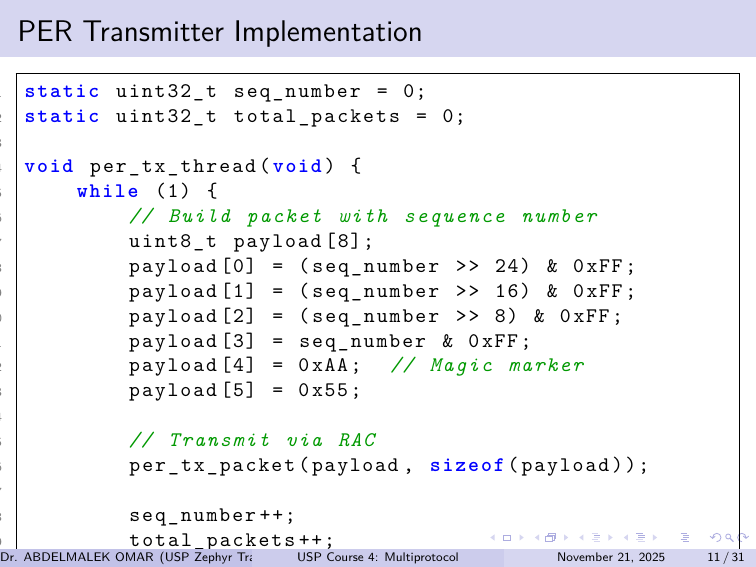 PER Transmitter Implementation
static uint32_t seq_number = 0;
static uint32_t total_packets = 0;
void per_tx_thread(void) {
while (1) {
// Build packet with sequence number
uint8_t payload[8];
payload[0] = (seq_number >> 24) & 0xFF;
payload[1] = (seq_number >> 16) & 0xFF;
payload[2] = (seq_number >> 8) & 0xFF;
payload[3] = seq_number & 0xFF;
payload[4] = 0xAA; // Magic marker
payload[5] = 0x55;
// Transmit via RAC
per_tx_packet(payload, sizeof(payload));
seq_number++;
total_packets++;
Dr. ABDELMALEK OMAR (USP Zephyr Tra USP Course 4: Multiprotocol November 21, 2025 11 / 31